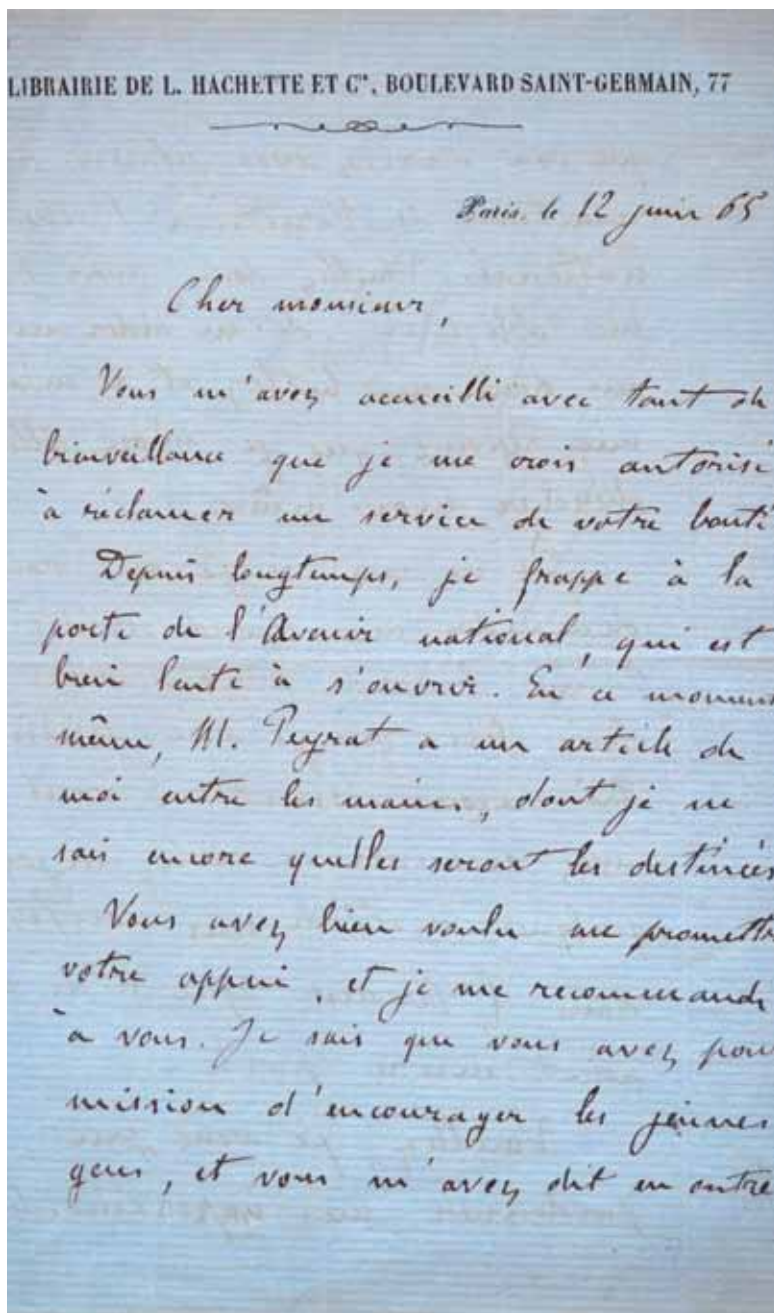 LIBRAIRIE DE L. HACHETTE ET Cie, BOULEVARD SAINT-GERMAIN, 77
Paris, le 12 juin 65
Cher monsieur,
Vous m'avez accueilli avec tant de
bienveillance que je me crois autorisé
à réclamer un service de votre bonté
Depuis longtemps, je frappe à la
porte de l'Avenir national, qui est
bien lente à s'ouvrir. En ce moment
même, M. Peyrat a un article de
moi entre les mains, dont je ne
sais encore quelles seront les destinées
Vous avez bien voulu me promettre
votre appui, et je me recommande
à vous. Je sais que vous avez pour
mission d'encourager les jeunes
gens, et vous m'avez dit en outre